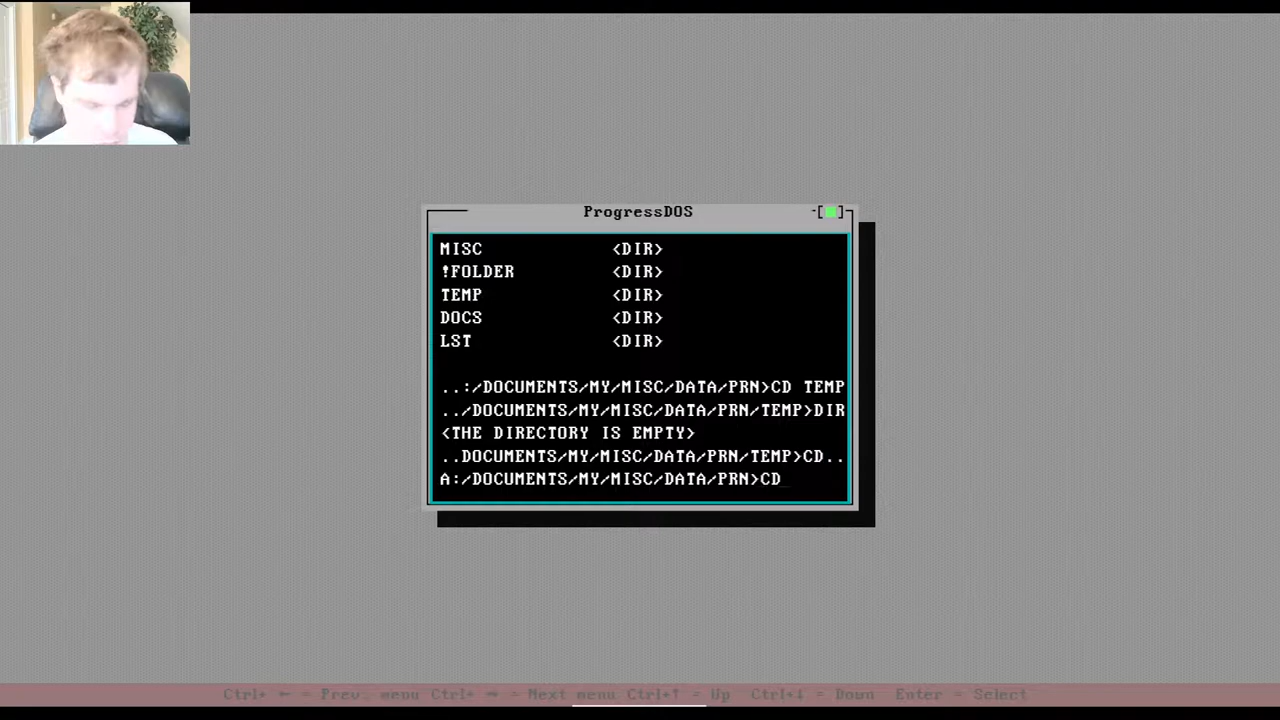 ProgressDOS
MISC <DIR>
!FOLDER <DIR>
TEMP <DIR>
DOCS <DIR>
LST <DIR>
..:/DOCUMENTS/MY/MISC/DATA/PRN>CD TEMP
../DOCUMENTS/MY/MISC/DATA/PRN/TEMP>DIR
<THE DIRECTORY IS EMPTY>
..DOCUMENTS/MY/MISC/DATA/PRN/TEMP>CD..
A:/DOCUMENTS/MY/MISC/DATA/PRN>CD_
Ctrl+ ← = Prev. menu Ctrl+ → = Next menu Ctrl+↑ = Up Ctrl+↓ = Down Enter = Select